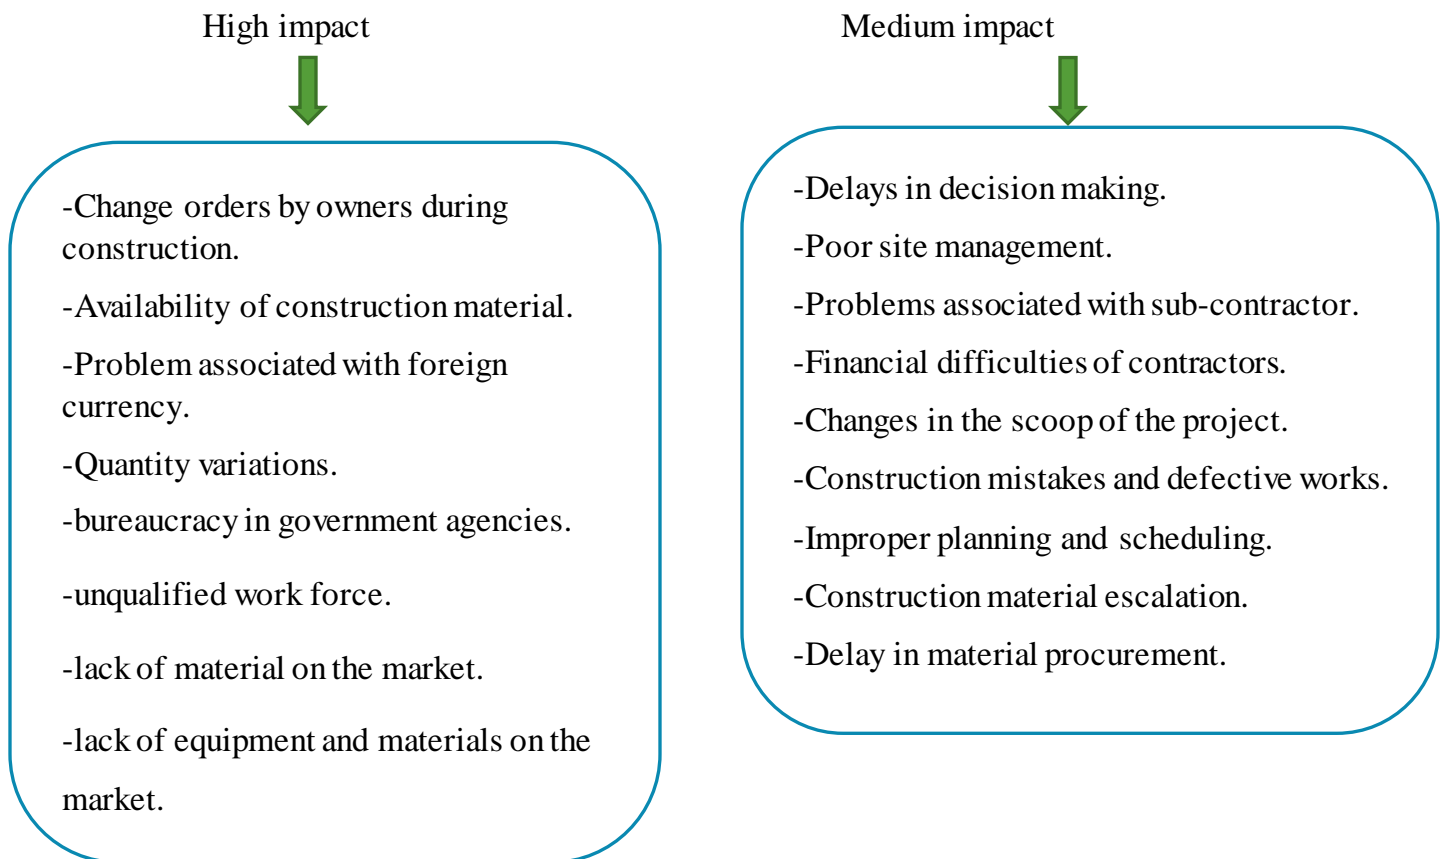 High impact
-Change orders by owners during
construction.
-Availability of construction material.
-Problem associated with foreign
currency.
-Quantity variations.
-bureaucracy in government agencies.
-unqualified work force.
-lack of material on the market.
-lack of equipment and materials on the
market.
Medium impact
-Delays in decision making.
-Poor site management.
-Problems associated with sub-contractor.
-Financial difficulties of contractors.
-Changes in the scoop of the project.
-Construction mistakes and defective works.
-Improper planning and scheduling.
-Construction material escalation.
-Delay in material procurement.